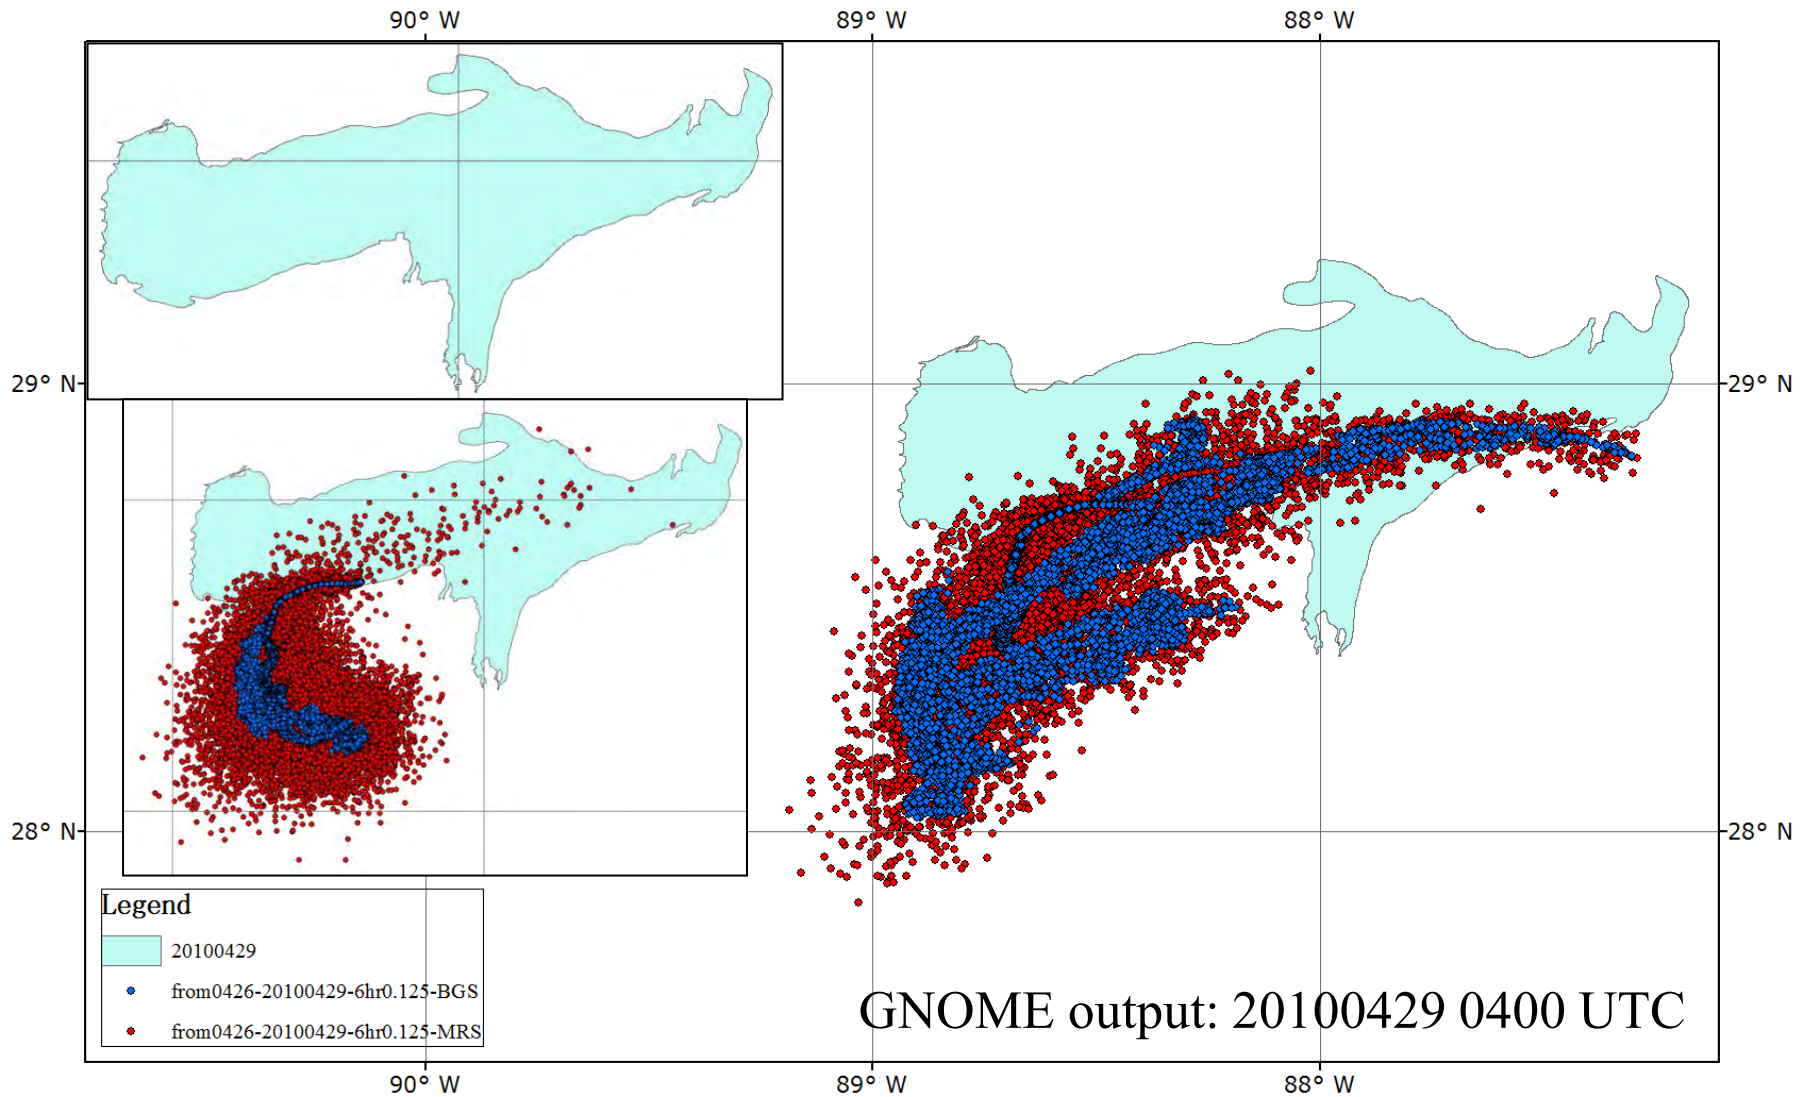 90° W 89° W 88° W
29° N 29° N
28° N 28° N
Legend
20100429
from0426-20100429-6hr0.125-BGS
from0426-20100429-6hr0.125-MRS
GNOME output: 20100429 0400 UTC
90° W 89° W 88° W